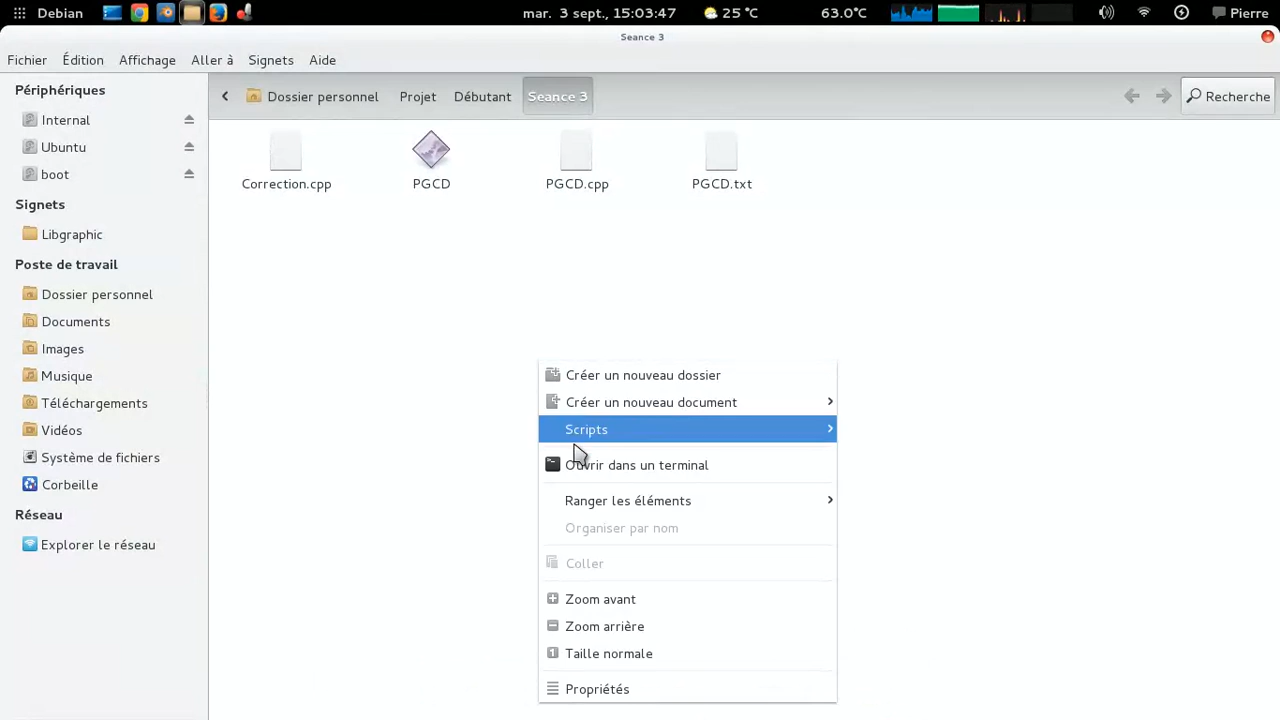 Debian
mar. 3 sept., 15:03:47
25 °C
63.0°C
Pierre
Seance 3
Fichier Édition Affichage Aller à Signets Aide
Périphériques
Internal
Ubuntu
boot
Signets
Libgraphic
Poste de travail
Dossier personnel
Documents
Images
Musique
Téléchargements
Vidéos
Système de fichiers
Corbeille
Réseau
Explorer le réseau
Dossier personnel Projet Débutant Seance 3
Recherche
Correction.cpp
PGCD
PGCD.cpp
PGCD.txt
Créer un nouveau dossier
Créer un nouveau document
Scripts
Ouvrir dans un terminal
Ranger les éléments
Organiser par nom
Coller
Zoom avant
Zoom arrière
Taille normale
Propriétés